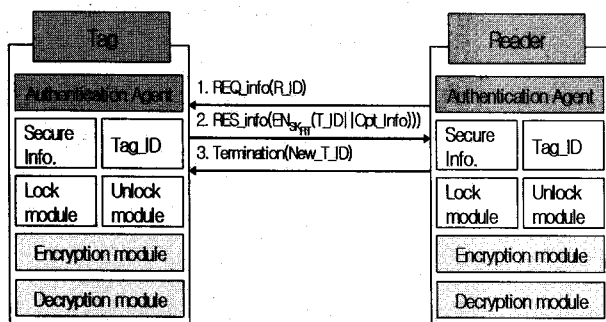 Tag
Reader
Authentication Agent
Secure Info.
Tag_ID
Lock module
Unlock module
Encryption module
Decryption module
1. REQ_info(R_ID)
2. RES_info(EN_SK_RT(T_ID||Opt_Info)))
3. Termination(New_T_ID)
Authentication Agent
Secure Info.
Tag_ID
Lock module
Unlock module
Encryption module
Decryption module